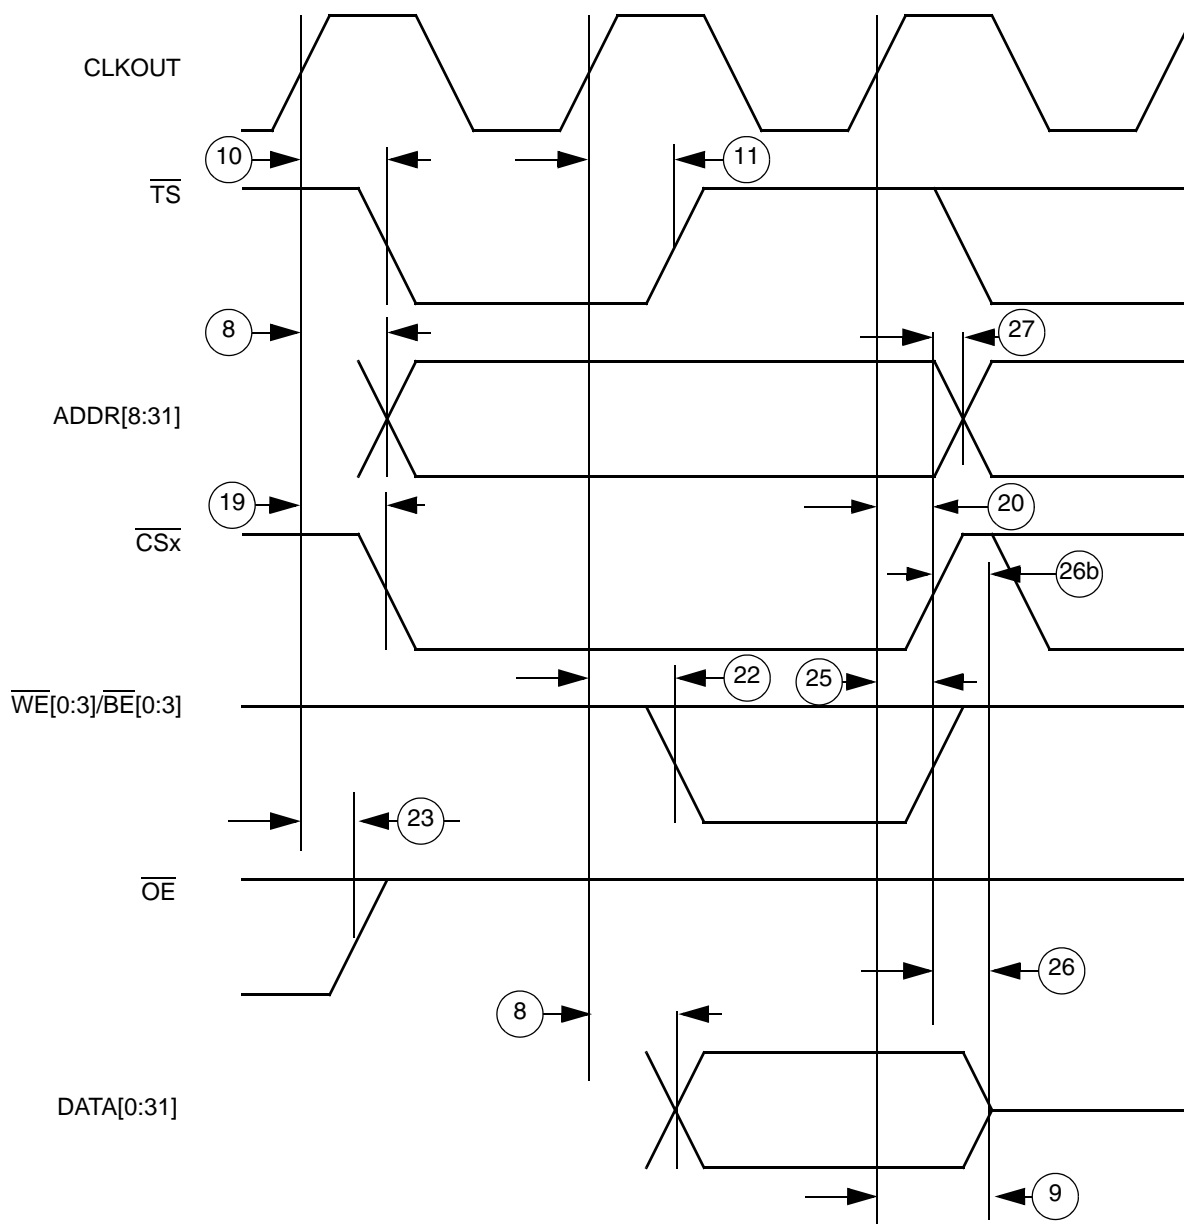 CLKOUT
10
11
TS
8
27
ADDR[8:31]
19
20
CSx
26b
22
25
WE[0:3]/BE[0:3]
23
OE
26
8
DATA[0:31]
9